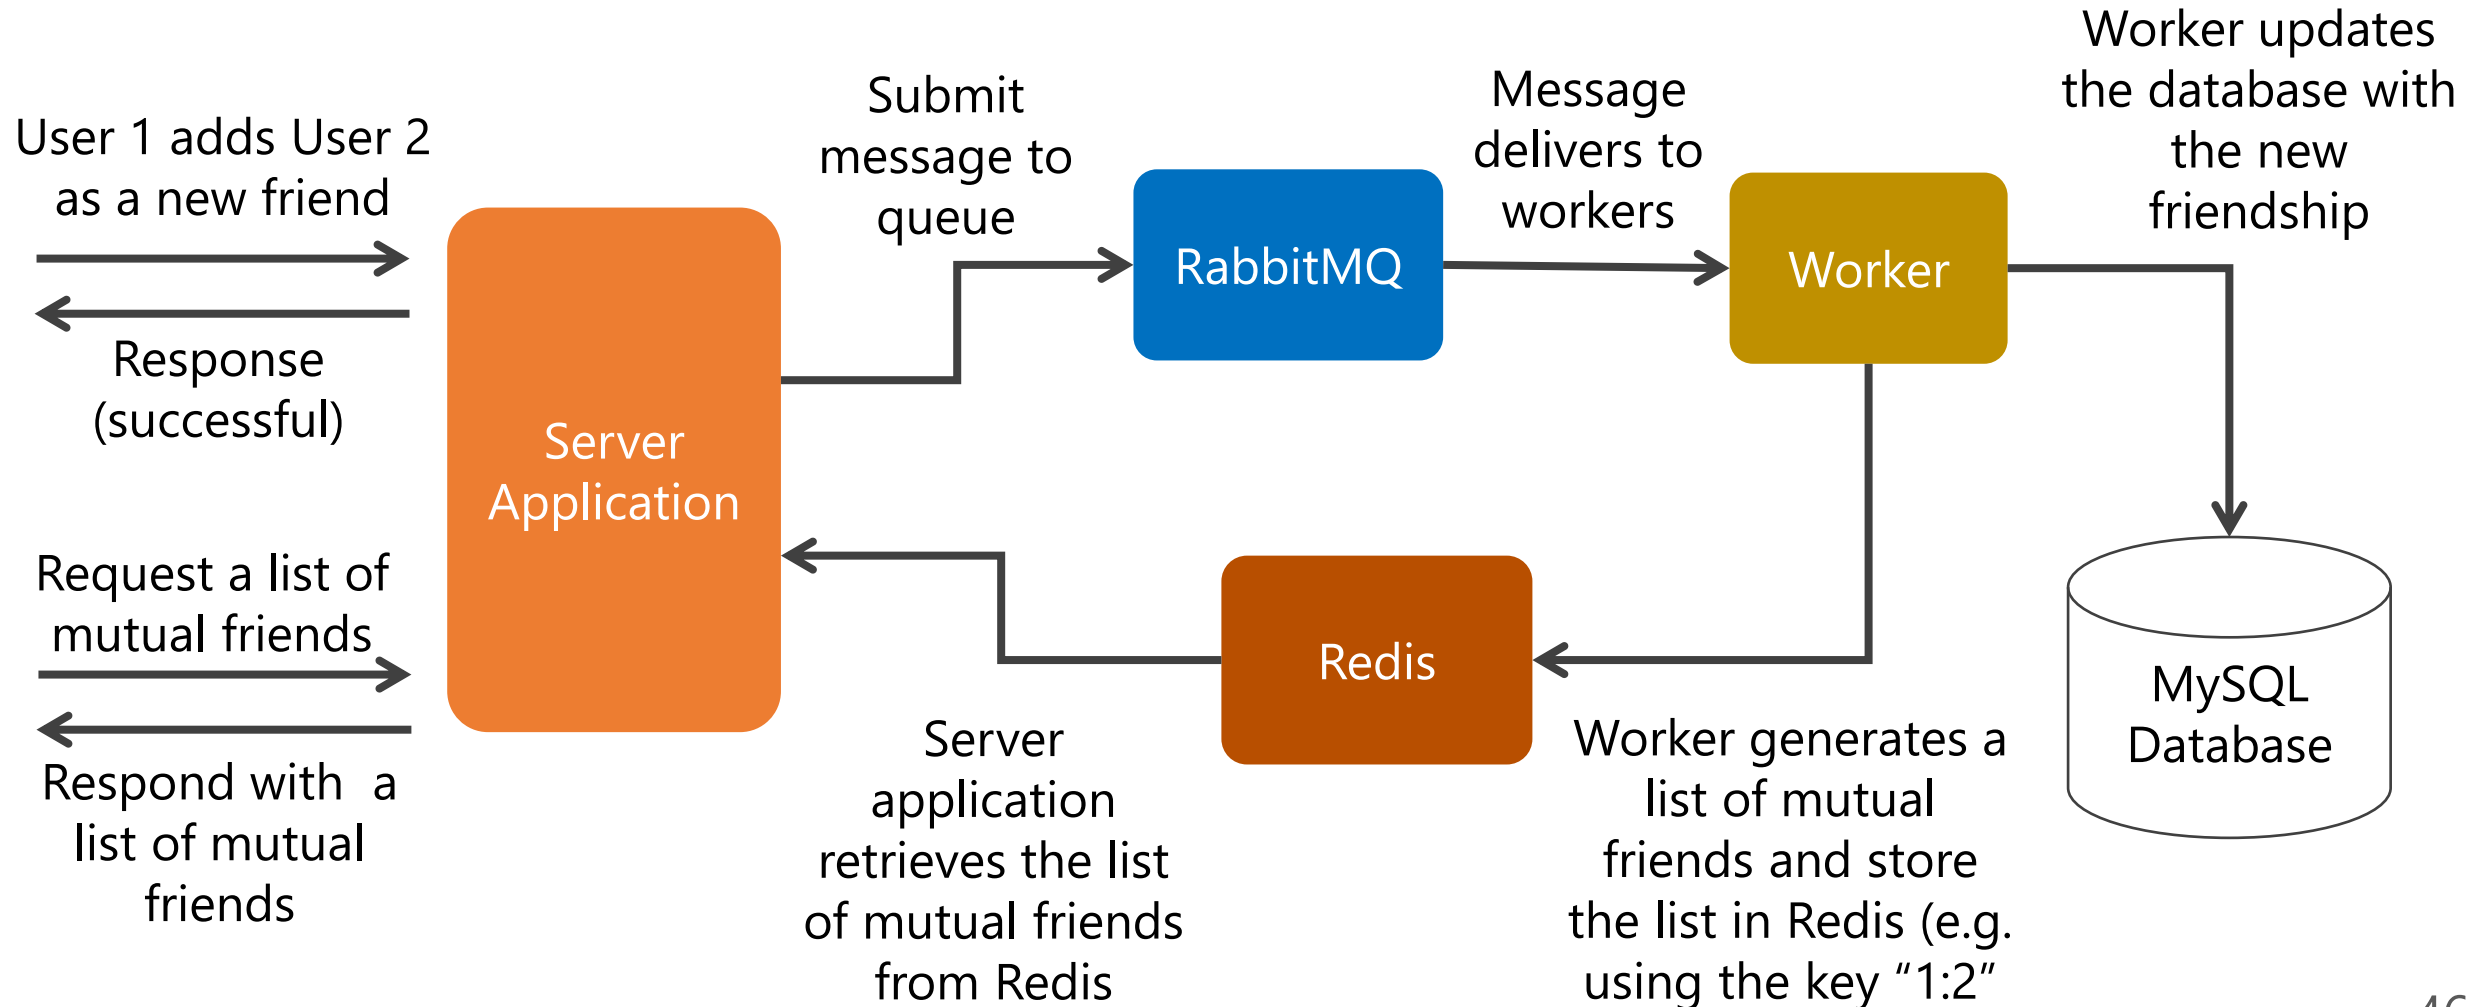 User 1 adds User 2
as a new friend
Response
(successful)
Request a list of
mutual friends
Respond with  a
list of mutual
friends
Server
Application
Submit
message to
queue
RabbitMQ
Message
delivers to
workers
Worker
Worker updates
the database with
the new
friendship
MySQL
Database
Redis
Server
application
retrieves the list
of mutual friends
from Redis
Worker generates a
list of mutual
friends and store
the list in Redis (e.g.
using the key “1:2”